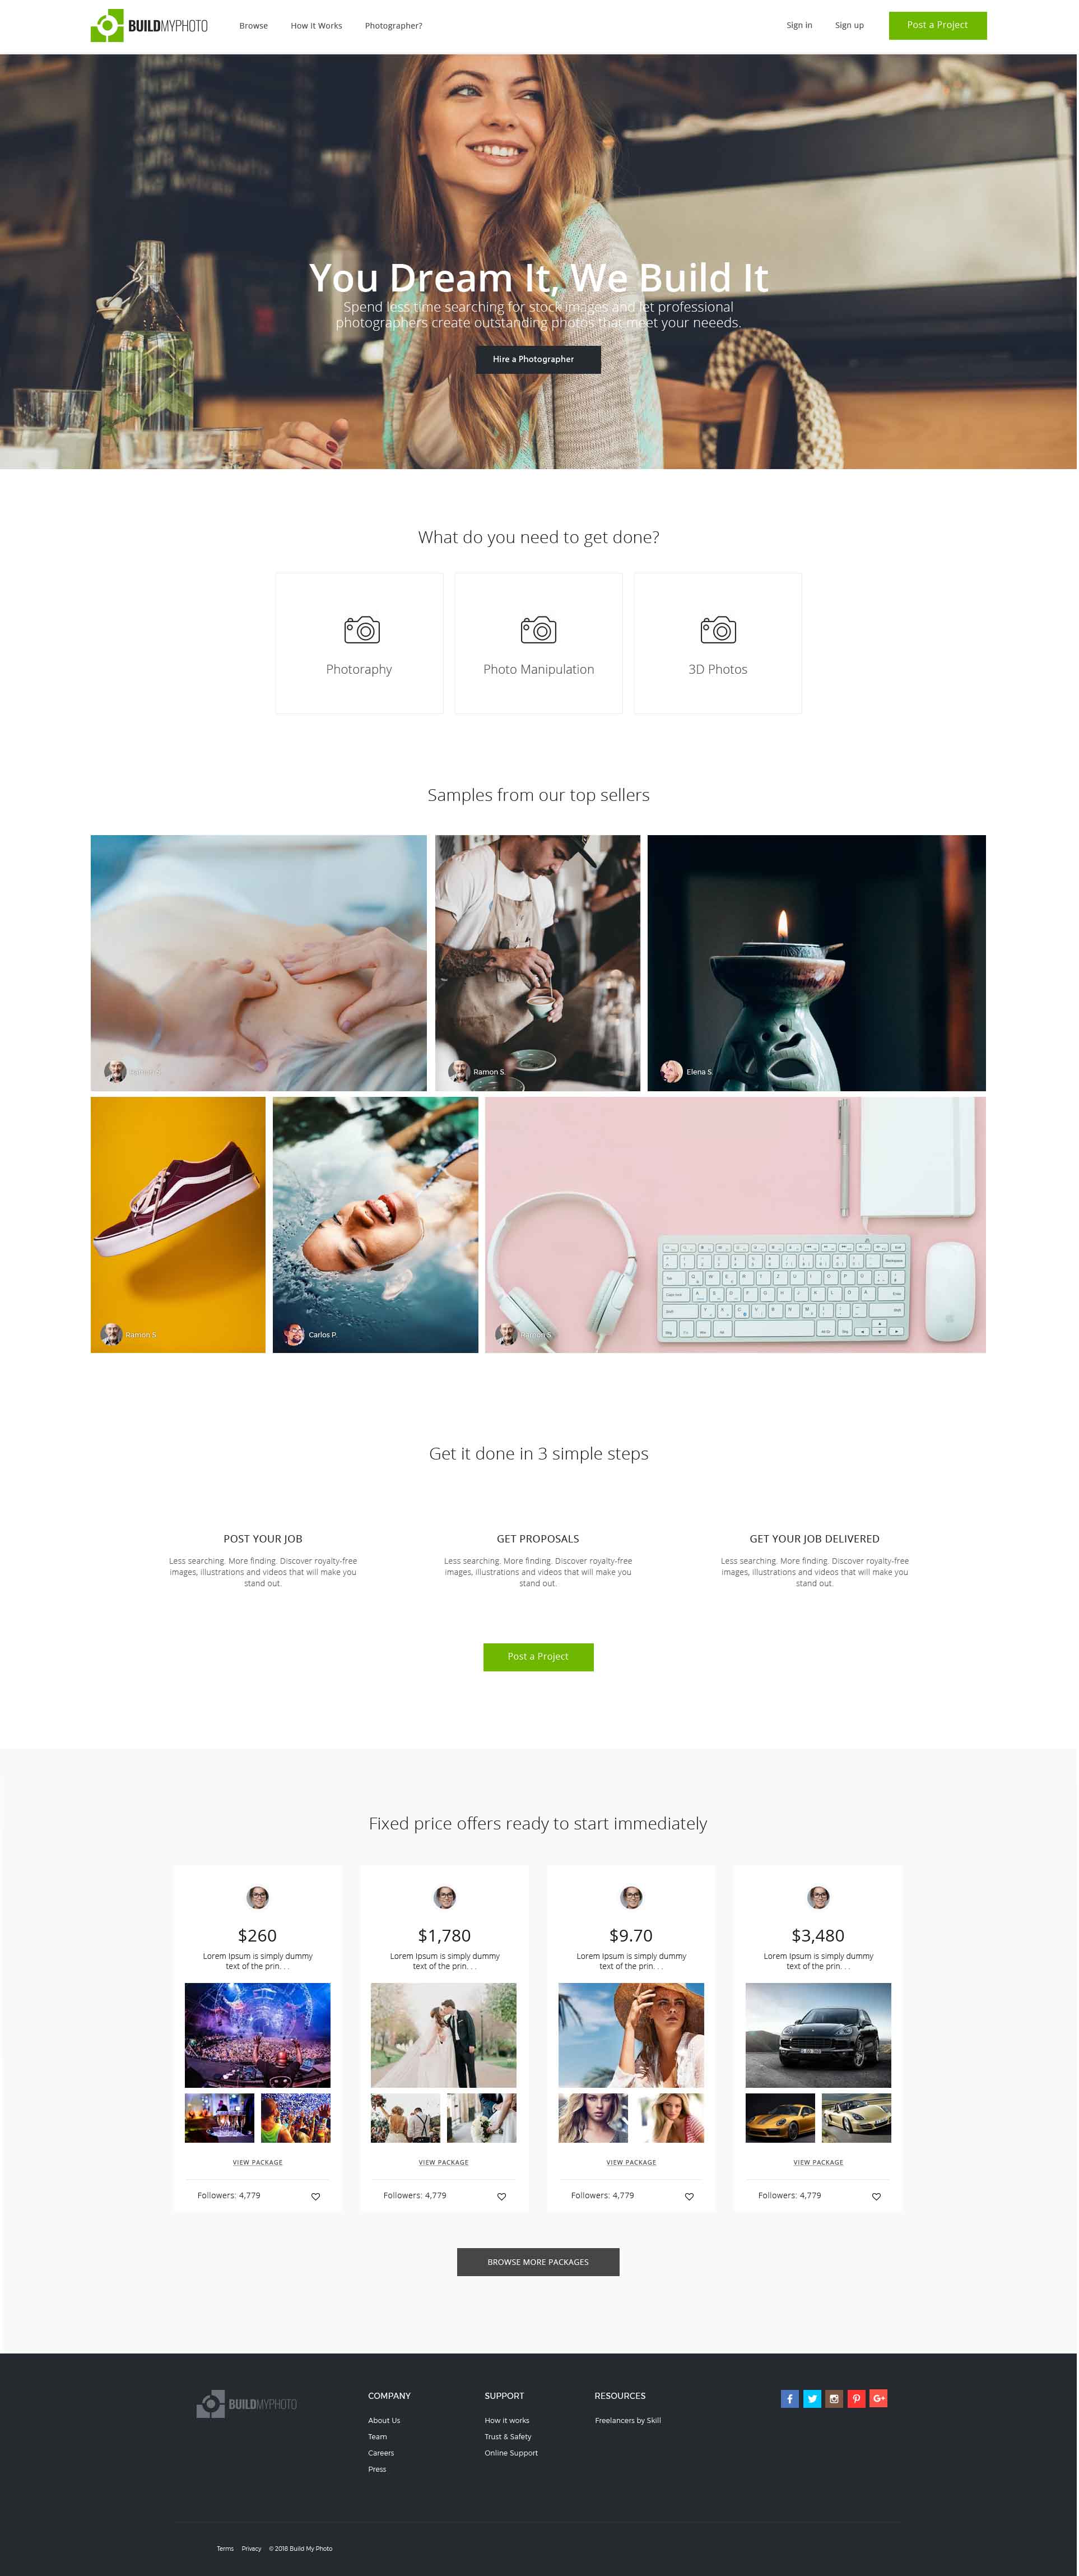 BUILDMYPHOTO
Browse
How It Works
Photographer?
Sign in
Sign up
Post a Project
You Dream It, We Build It
Spend less time searching for stock images and let professional
photographers create outstanding photos that meet your neeeds.
Hire a Photographer
What do you need to get done?
Photoraphy
Photo Manipulation
3D Photos
Samples from our top sellers
Ramon S.
Ramon S.
Elena S.
Ramon S.
Carlos P.
Ramon S.
Get it done in 3 simple steps
POST YOUR JOB
Less searching. More finding. Discover royalty-free
images, illustrations and videos that will make you
stand out.
GET PROPOSALS
Less searching. More finding. Discover royalty-free
images, illustrations and videos that will make you
stand out.
GET YOUR JOB DELIVERED
Less searching. More finding. Discover royalty-free
images, illustrations and videos that will make you
stand out.
Post a Project
Fixed price offers ready to start immediately
$260
Lorem Ipsum is simply dummy
text of the prin. . .
VIEW PACKAGE
Followers: 4,779
$1,780
Lorem Ipsum is simply dummy
text of the prin. . .
VIEW PACKAGE
Followers: 4,779
$9.70
Lorem Ipsum is simply dummy
text of the prin. . .
VIEW PACKAGE
Followers: 4,779
$3,480
Lorem Ipsum is simply dummy
text of the prin. . .
VIEW PACKAGE
Followers: 4,779
BROWSE MORE PACKAGES
BUILDMYPHOTO
COMPANY
About Us
Team
Careers
Press
SUPPORT
How it works
Trust & Safety
Online Support
RESOURCES
Freelancers by Skill
Terms
Privacy
© 2018 Build My Photo